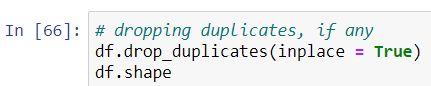 In [66]: # dropping duplicates, if any
df.drop_duplicates(inplace = True)
df.shape